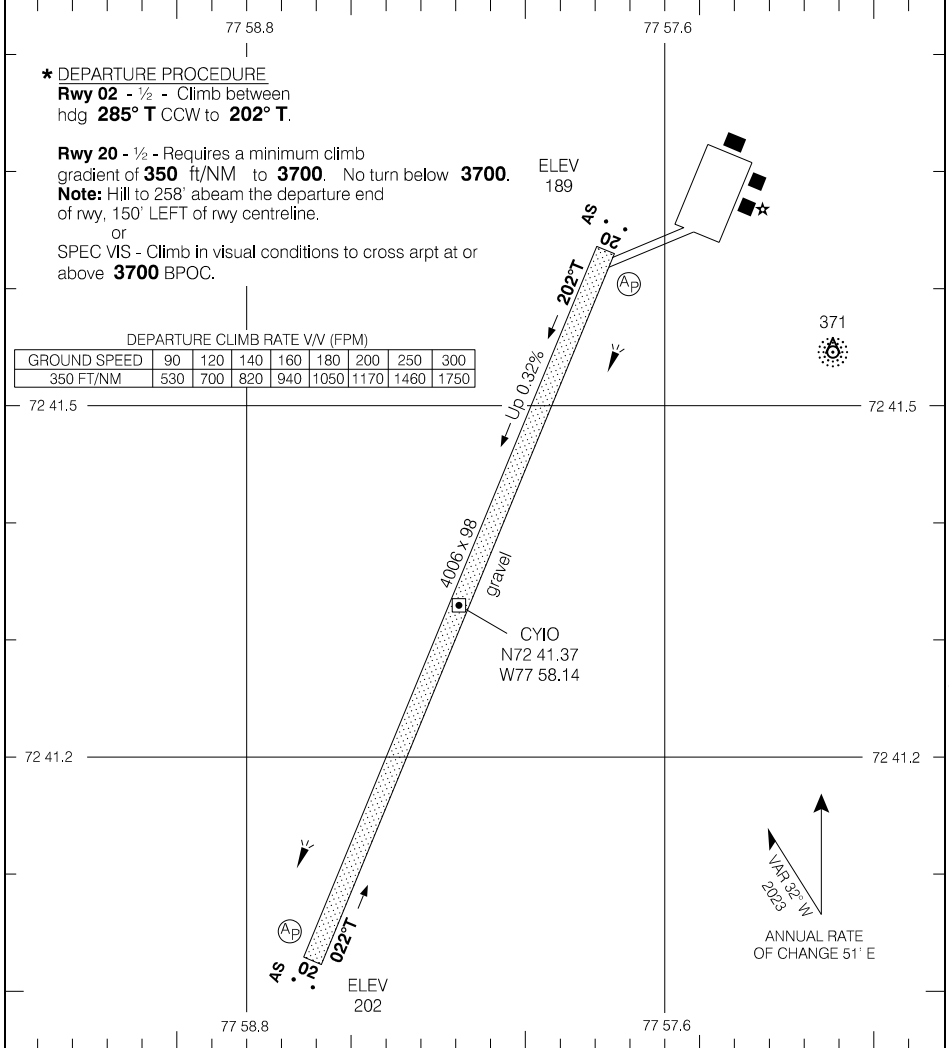 77 58.8 77 57.6
* DEPARTURE PROCEDURE
Rwy 02 - ½ - Climb between
hdg 285° T CCW to 202° T.
Rwy 20 - ½ - Requires a minimum climb
gradient of 350 ft/NM to 3700. No turn below 3700.
Note: Hill to 258' abeam the departure end
of rwy, 150' LEFT of rwy centreline.
or
SPEC VIS - Climb in visual conditions to cross arpt at or
above 3700 BPOC.
ELEV
189
AS
20
202°T
AP
371
DEPARTURE CLIMB RATE V/V (FPM)
GROUND SPEED 90 120 140 160 180 200 250 300
350 FT/NM 530 700 820 940 1050 1170 1460 1750
Up 0.32%
72 41.5 72 41.5
4006 x 98
gravel
CYIO
N72 41.37
W77 58.14
72 41.2 72 41.2
VAR 32° W
2023
ANNUAL RATE
OF CHANGE 51' E
AP
022°T
02
AS
ELEV
202
77 58.8 77 57.6